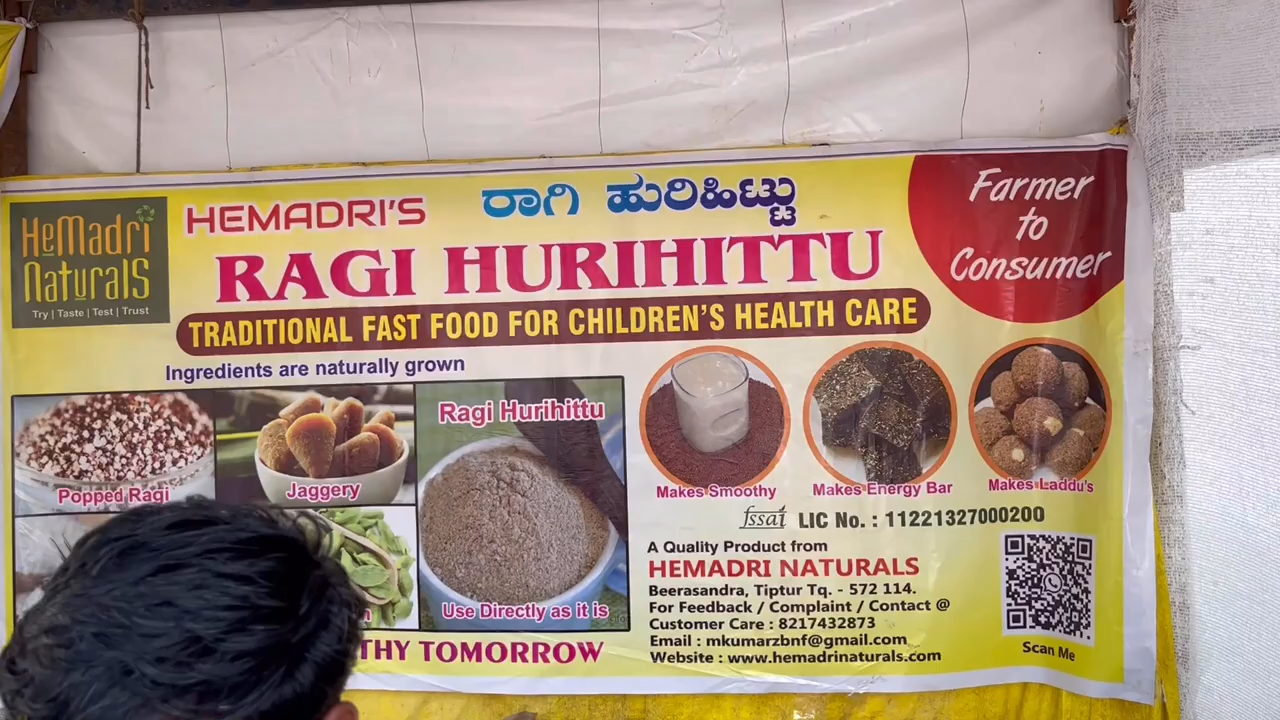 HeMadri
NaturalS
Try | Taste | Test | Trust
HEMADRI'S
ರಾಗಿ ಹುರಿಹಿಟ್ಟು
RAGI HURIHITTU
TRADITIONAL FAST FOOD FOR CHILDREN'S HEALTH CARE
Farmer
to
Consumer
Ingredients are naturally grown
Popped Ragi
Jaggery
Ragi Hurihittu
Use Directly as it is
TOMORROW
Makes Smoothy
Makes Energy Bar
Makes Laddu's
fssai LIC No. : 11221327000200
A Quality Product from
HEMADRI NATURALS
Beerasandra, Tiptur Tq. - 572 114.
For Feedback / Complaint / Contact @
Customer Care : 8217432873
Email : mkumarzbnf@gmail.com
Website : www.hemadrinaturals.com
Scan Me